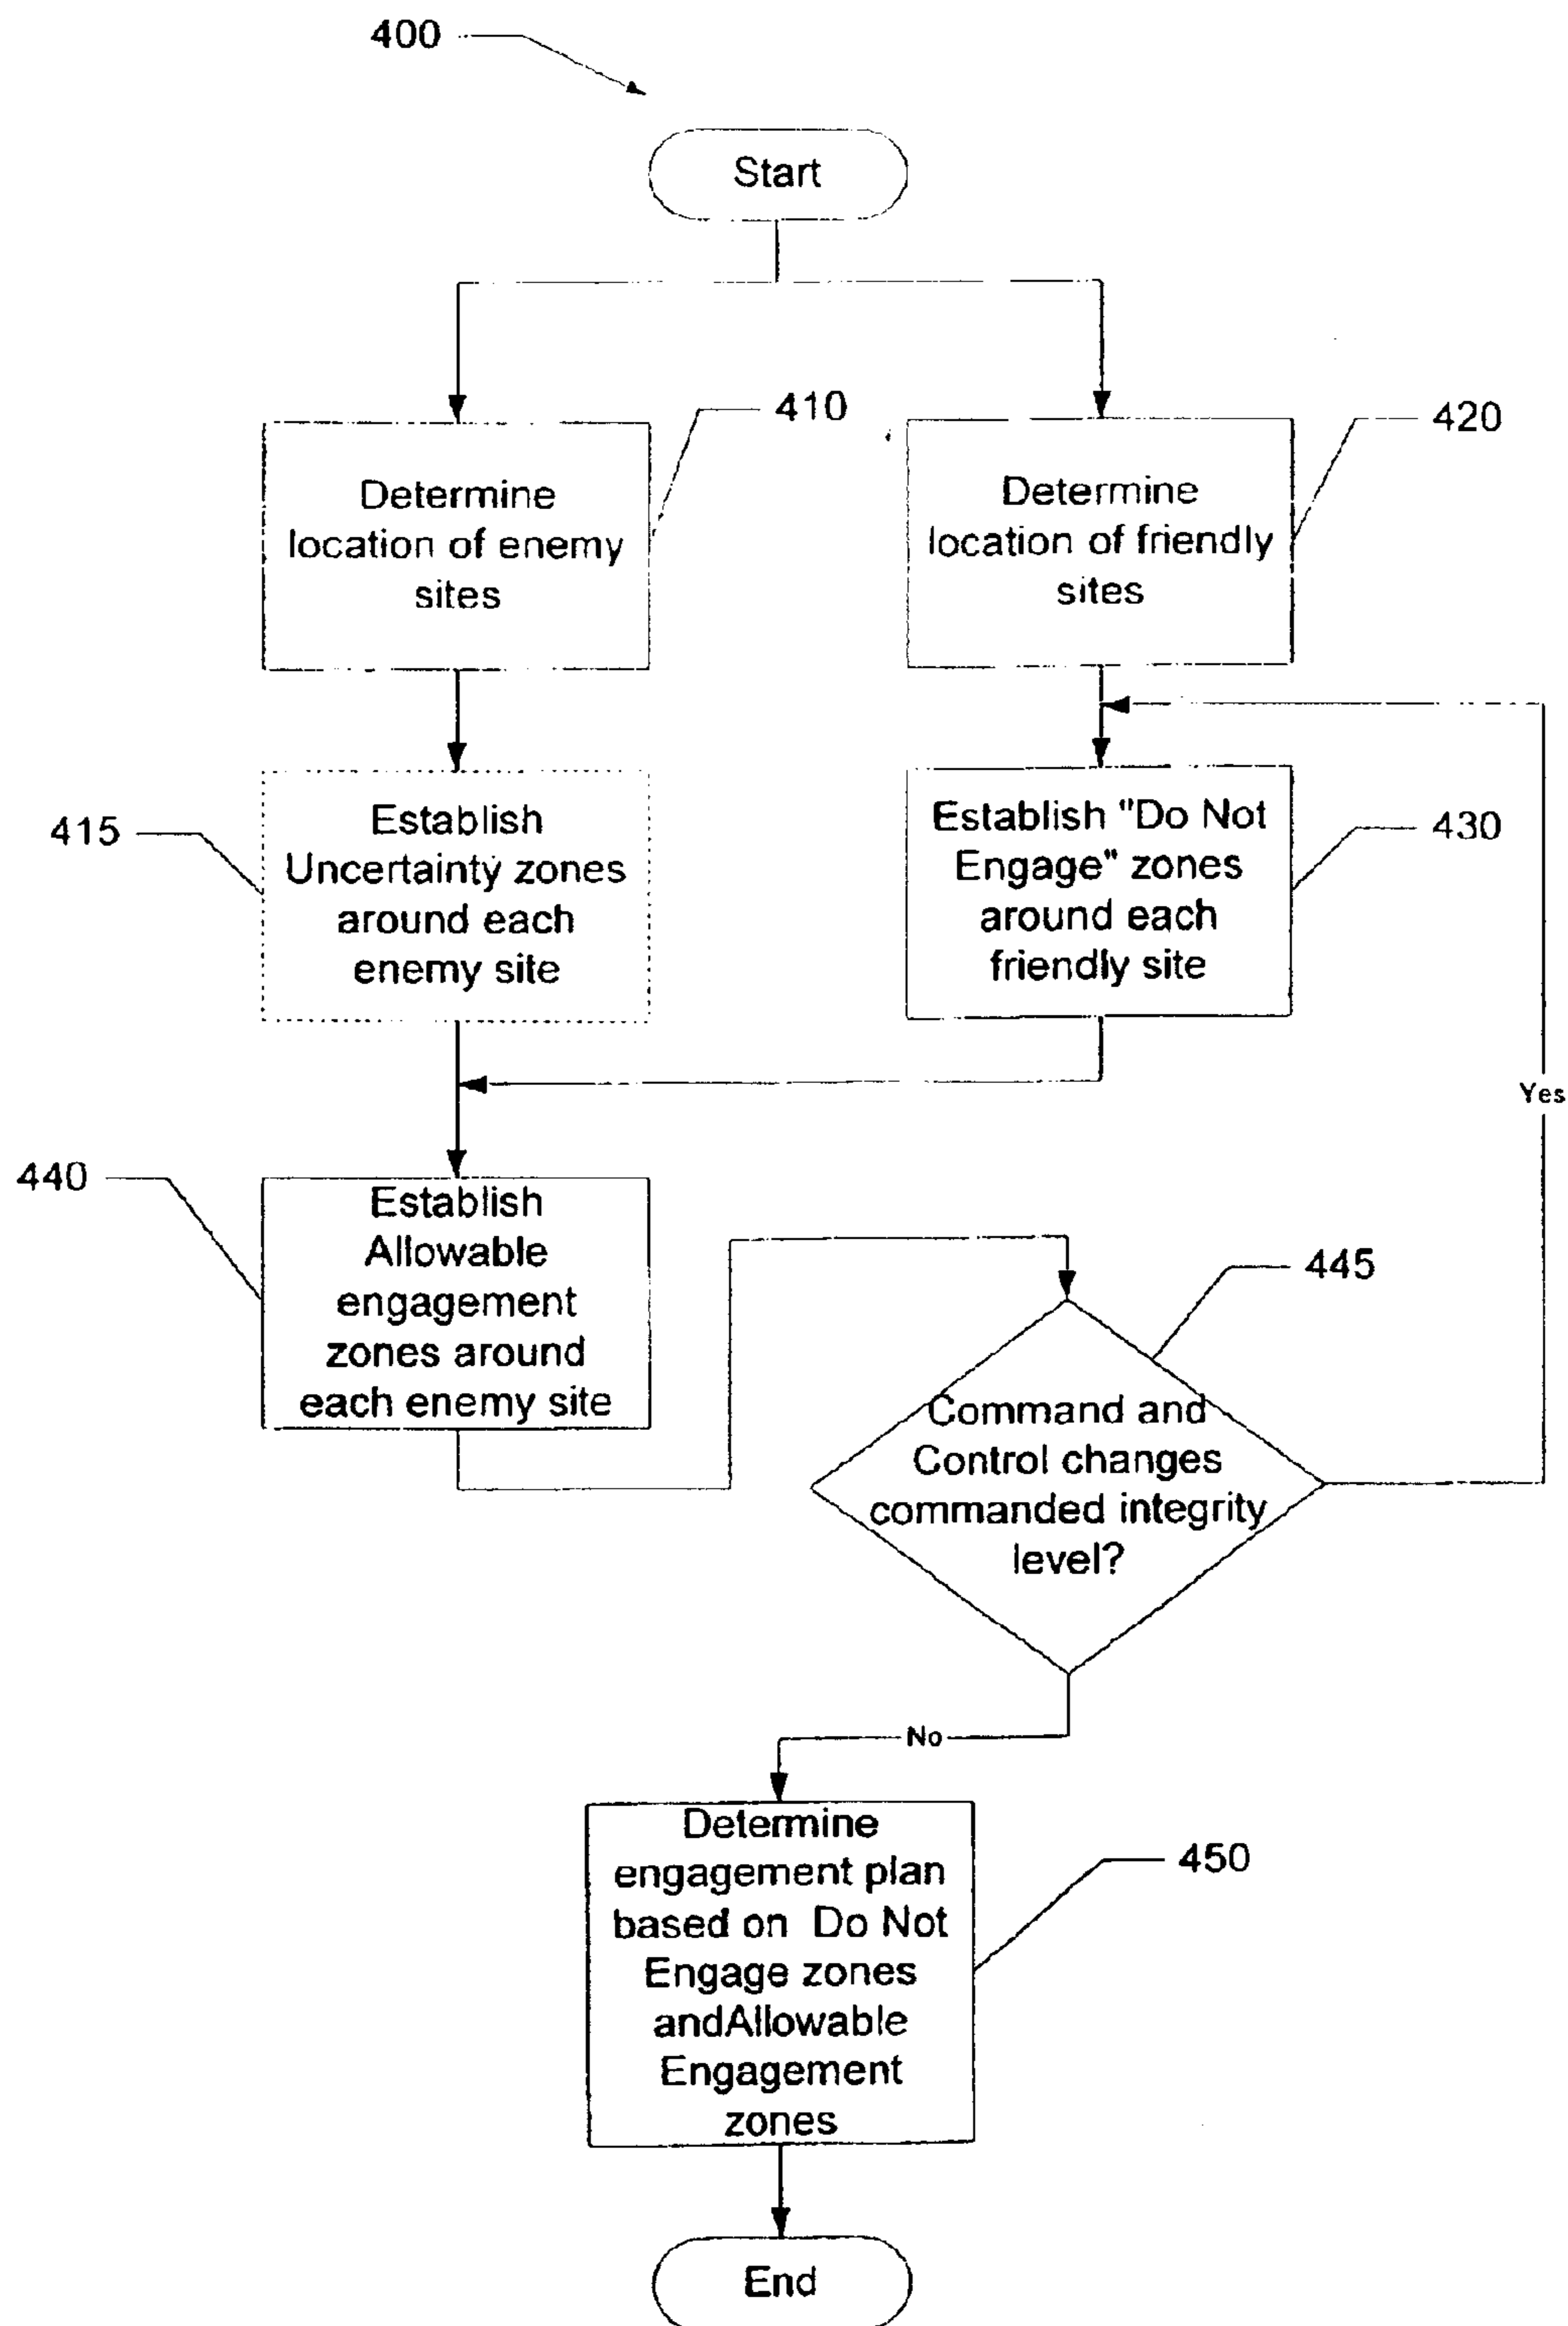 400
Start
410
420
Determine
location of enemy
sites
Determine
location of friendly
sites
415
Establish
Uncertainty zones
around each
enemy site
Establish "Do Not
Engage" zones
around each
friendly site
430
Yes
440
Establish
Allowable
engagement
zones around
each enemy site
445
Command and
Control changes
commanded integrity
level?
No
Determine
engagement plan
based on Do Not
Engage zones
andAllowable
Engagement
zones
450
End